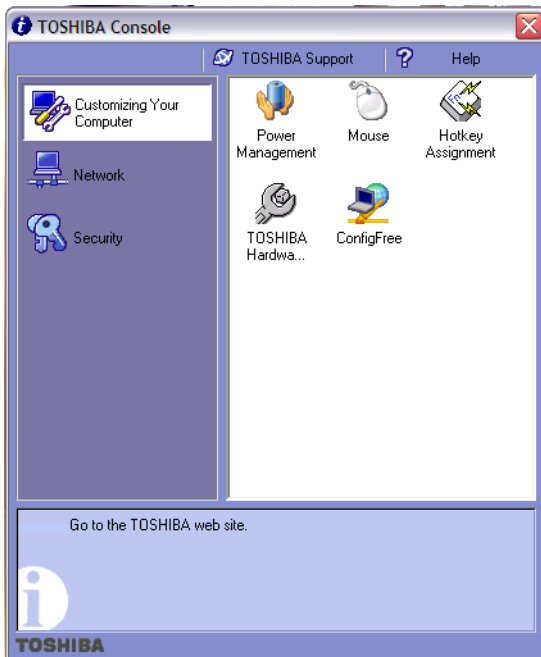 TOSHIBA Console
TOSHIBA Support
?
Help
Customizing Your
Computer
Network
Security
Power
Management
Mouse
Fn
Hotkey
Assignment
TOSHIBA
Hardwa...
ConfigFree
Go to the TOSHIBA web site.
i
TOSHIBA